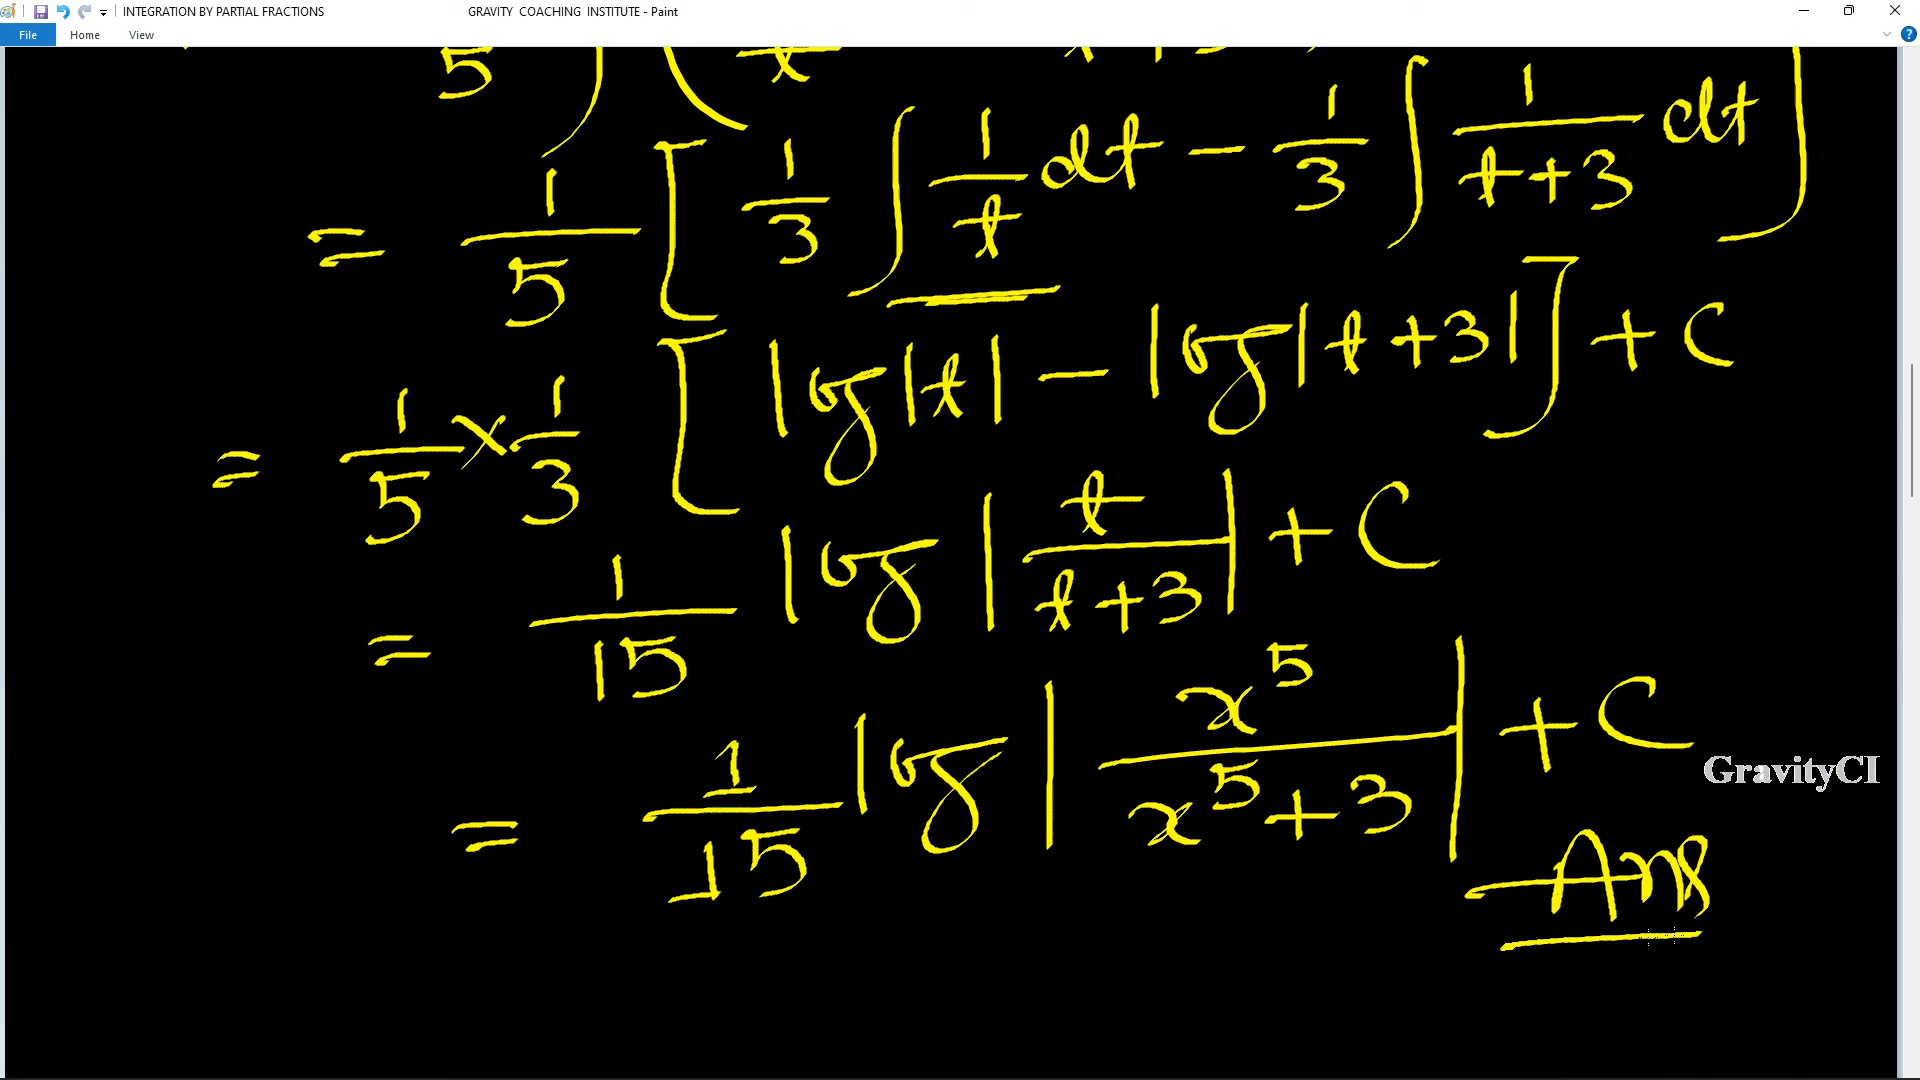 INTEGRATION BY PARTIAL FRACTIONS GRAVITY COACHING INSTITUTE - Paint
File Home View
= 1/5 [ 1/3 ∫ 1/t dt - 1/3 ∫ 1/(t+3) dt ]
= 1/5 × 1/3 [ log|t| - log|t+3| ] + C
= 1/15 log | t/(t+3) | + C
= 1/15 log | x^5/(x^5+3) | + C
GravityCI
Ans